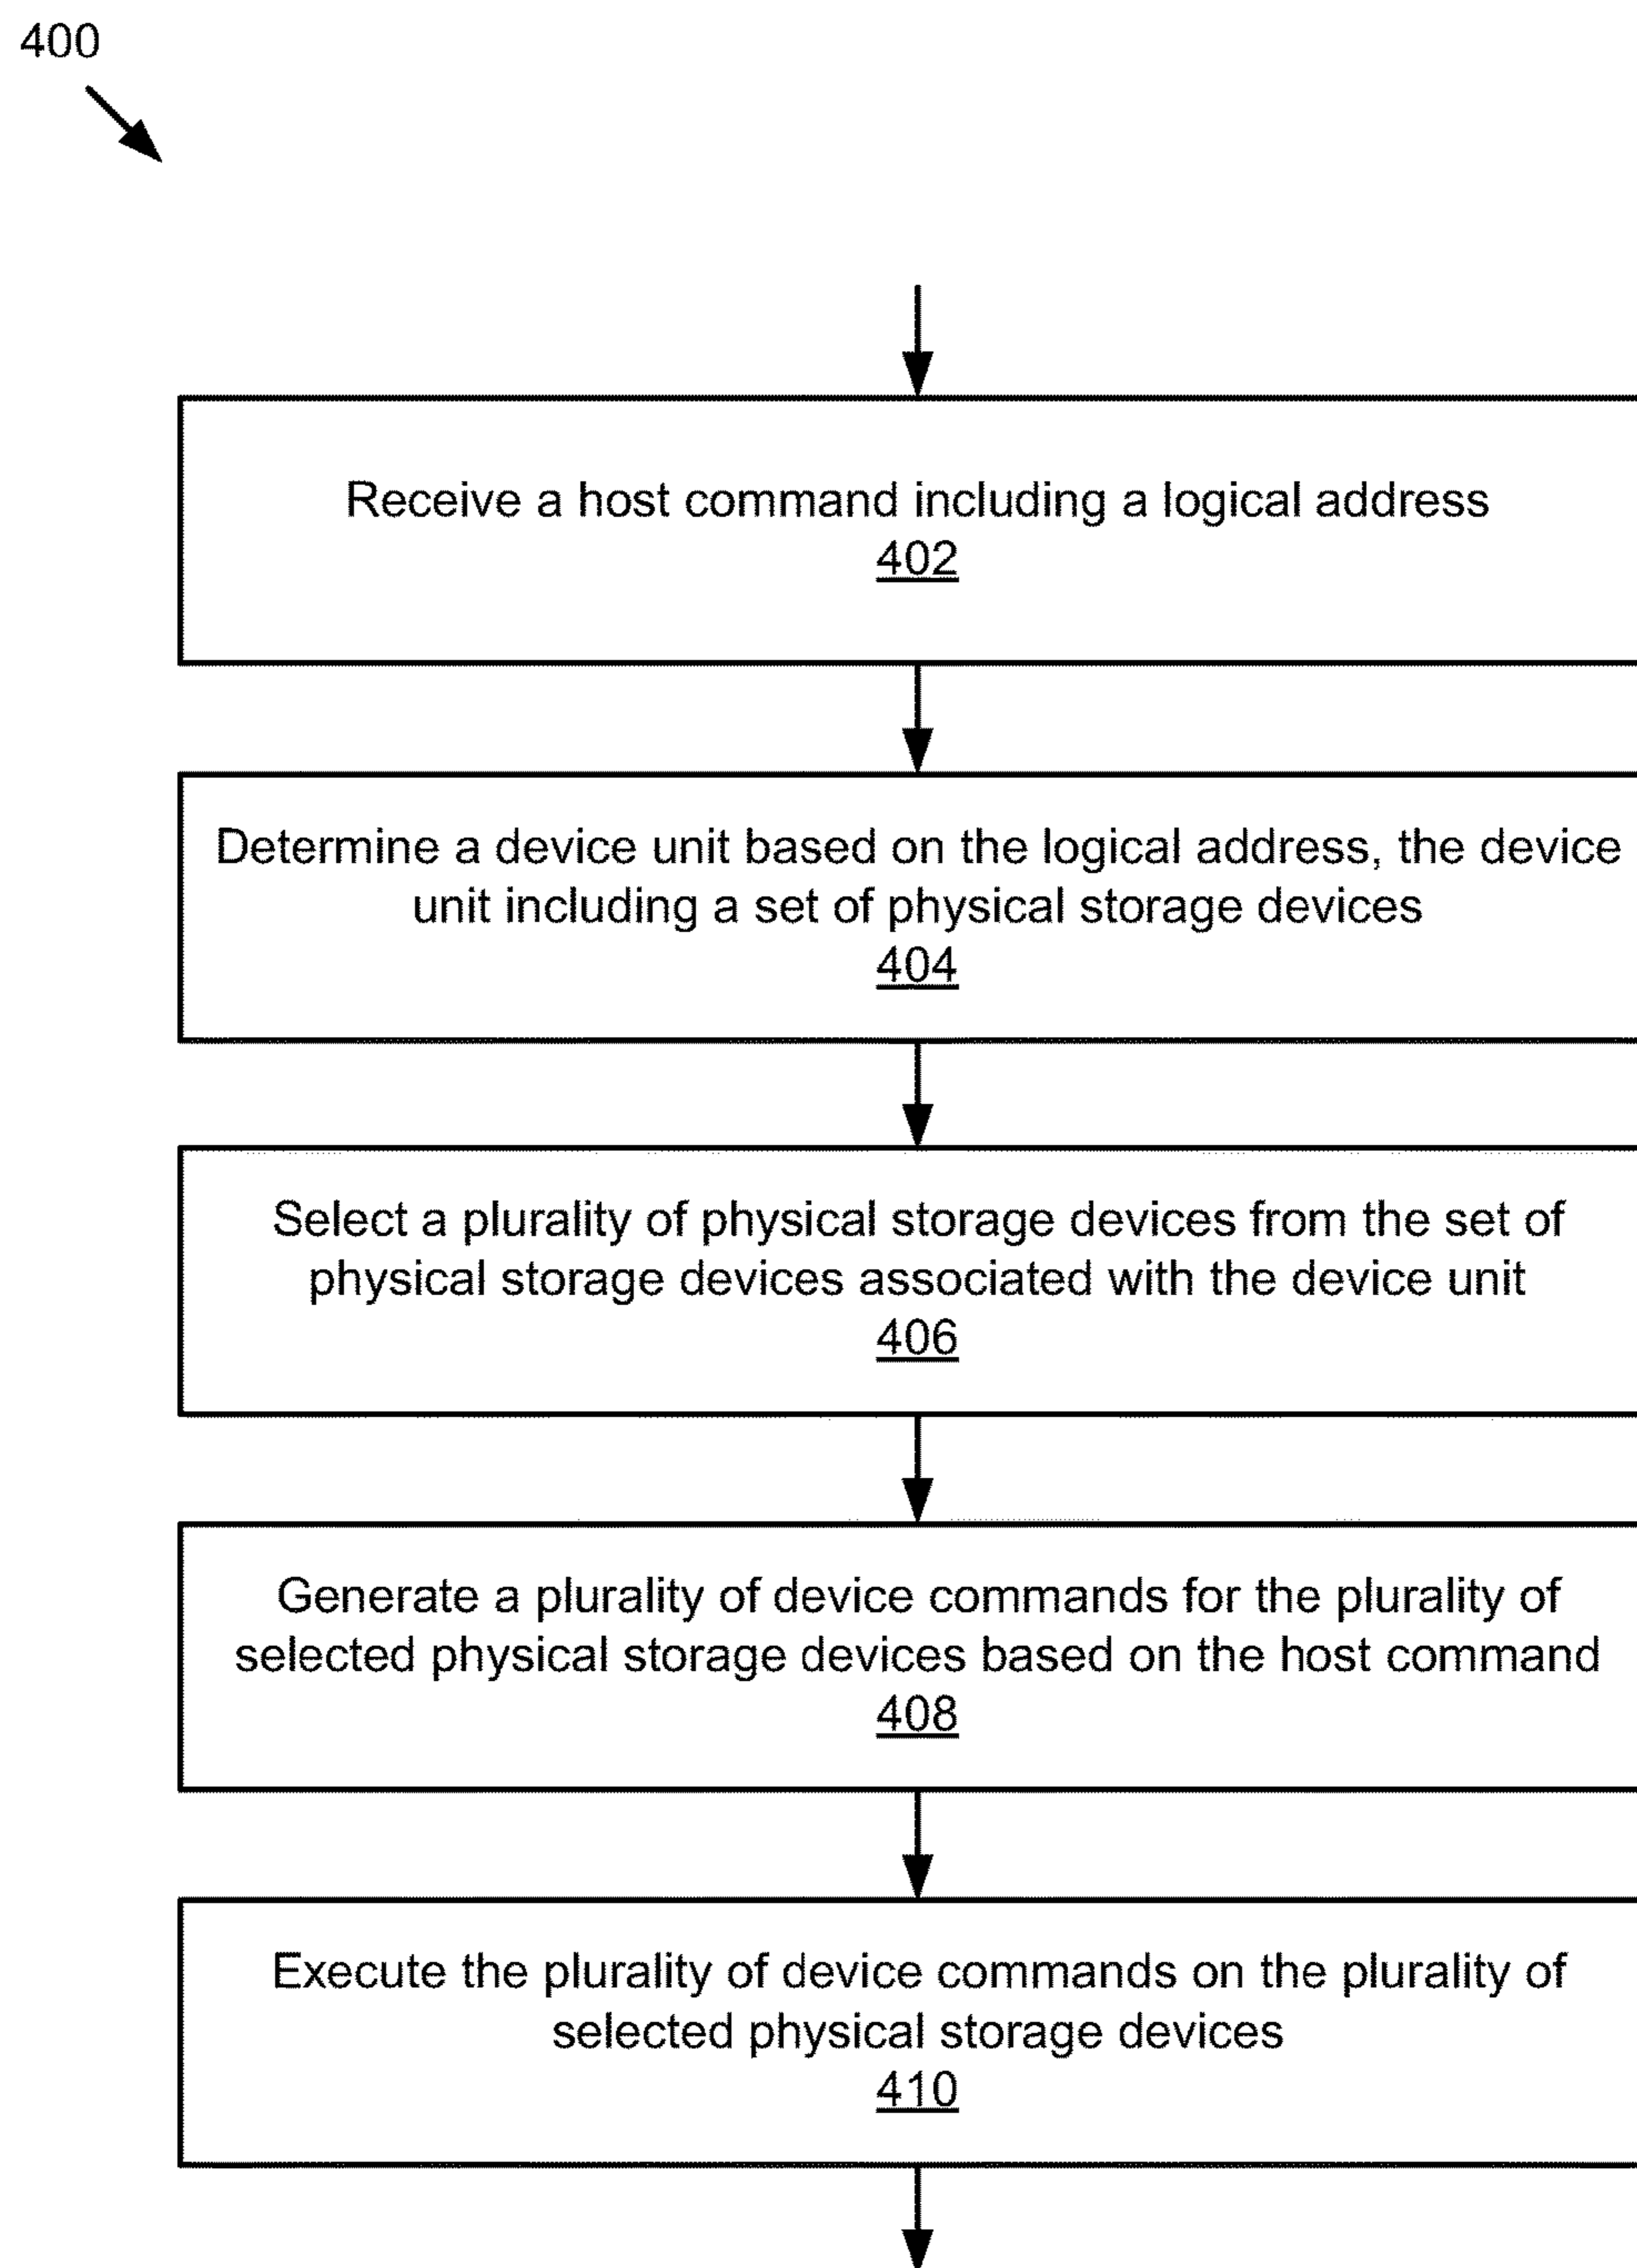 400
Receive a host command including a logical address
402
Determine a device unit based on the logical address, the device
unit including a set of physical storage devices
404
Select a plurality of physical storage devices from the set of
physical storage devices associated with the device unit
406
Generate a plurality of device commands for the plurality of
selected physical storage devices based on the host command
408
Execute the plurality of device commands on the plurality of
selected physical storage devices
410